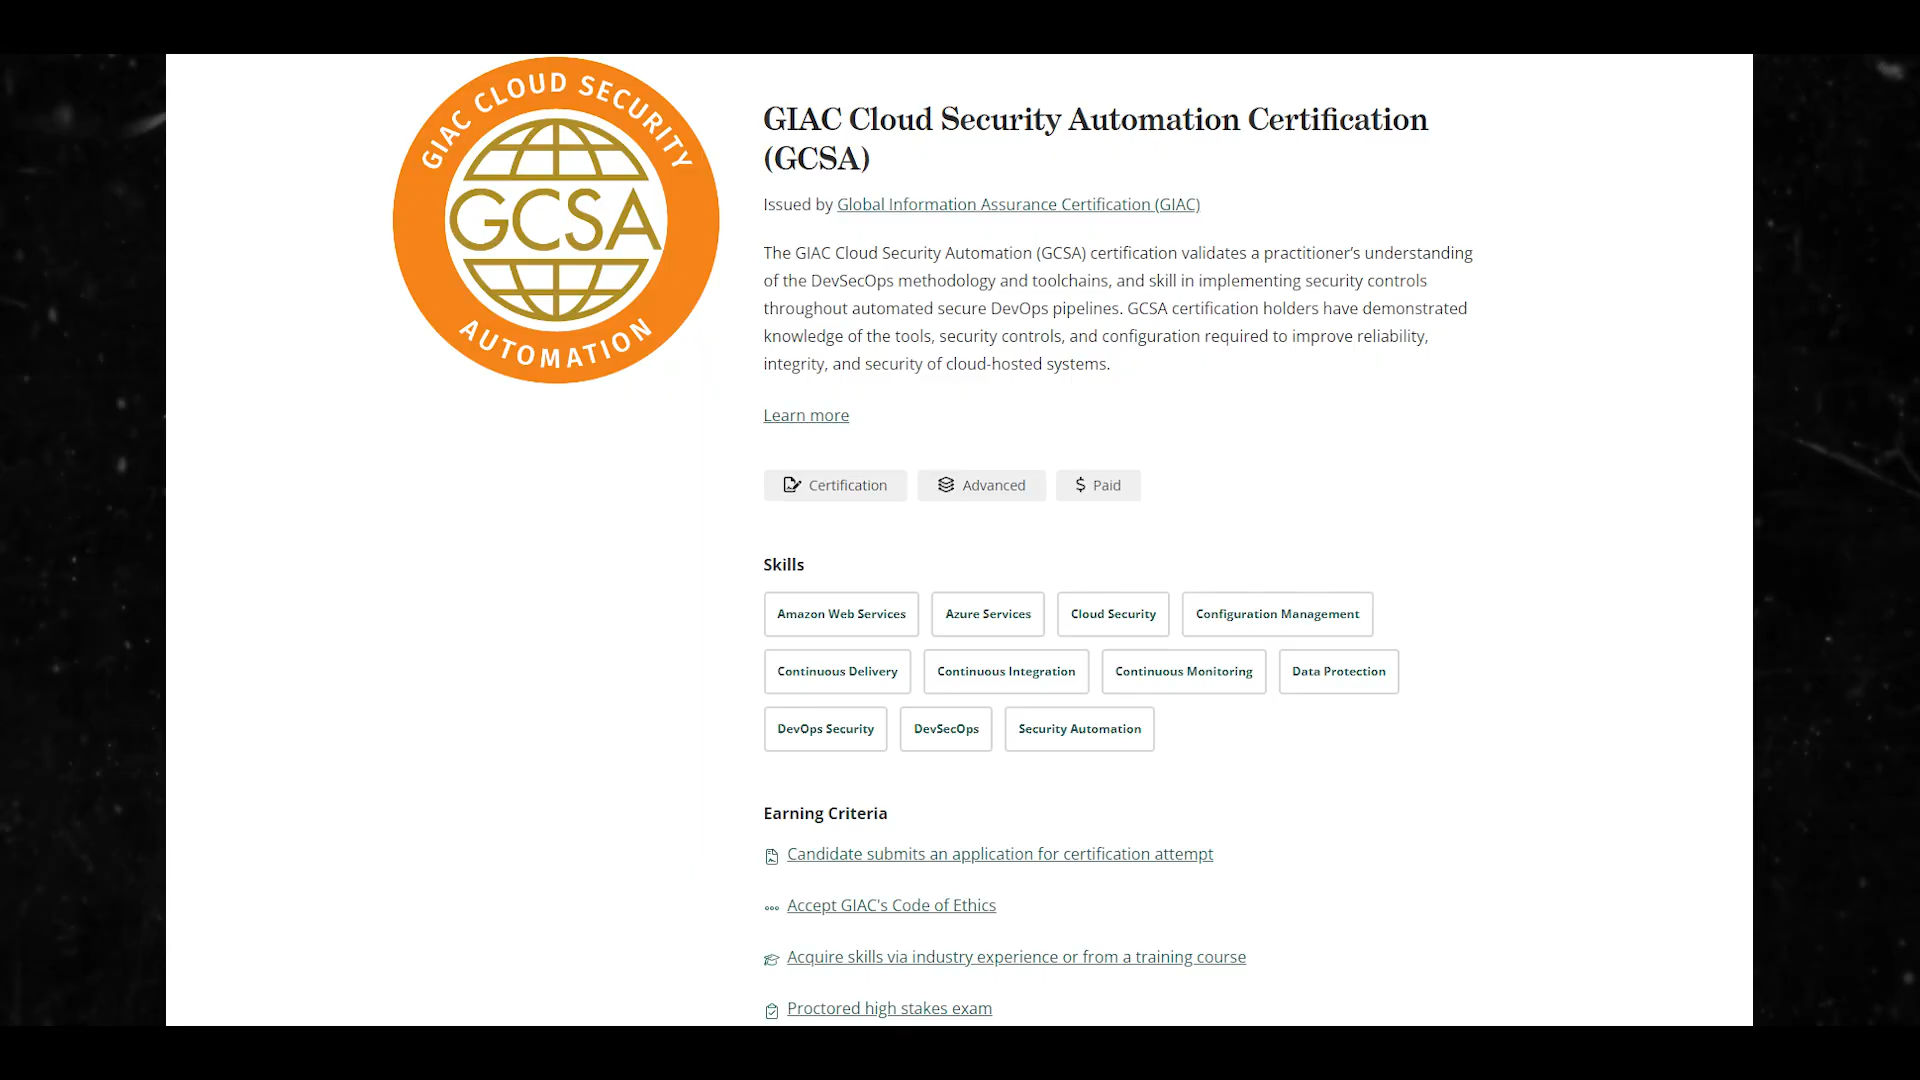 GIAC CLOUD SECURITY
GCSA
AUTOMATION
GIAC Cloud Security Automation Certification
(GCSA)
Issued by Global Information Assurance Certification (GIAC)
The GIAC Cloud Security Automation (GCSA) certification validates a practitioner’s understanding
of the DevSecOps methodology and toolchains, and skill in implementing security controls
throughout automated secure DevOps pipelines. GCSA certification holders have demonstrated
knowledge of the tools, security controls, and configuration required to improve reliability,
integrity, and security of cloud-hosted systems.
Learn more
Certification Advanced $ Paid
Skills
Amazon Web Services Azure Services Cloud Security Configuration Management
Continuous Delivery Continuous Integration Continuous Monitoring Data Protection
DevOps Security DevSecOps Security Automation
Earning Criteria
Candidate submits an application for certification attempt
Accept GIAC's Code of Ethics
Acquire skills via industry experience or from a training course
Proctored high stakes exam